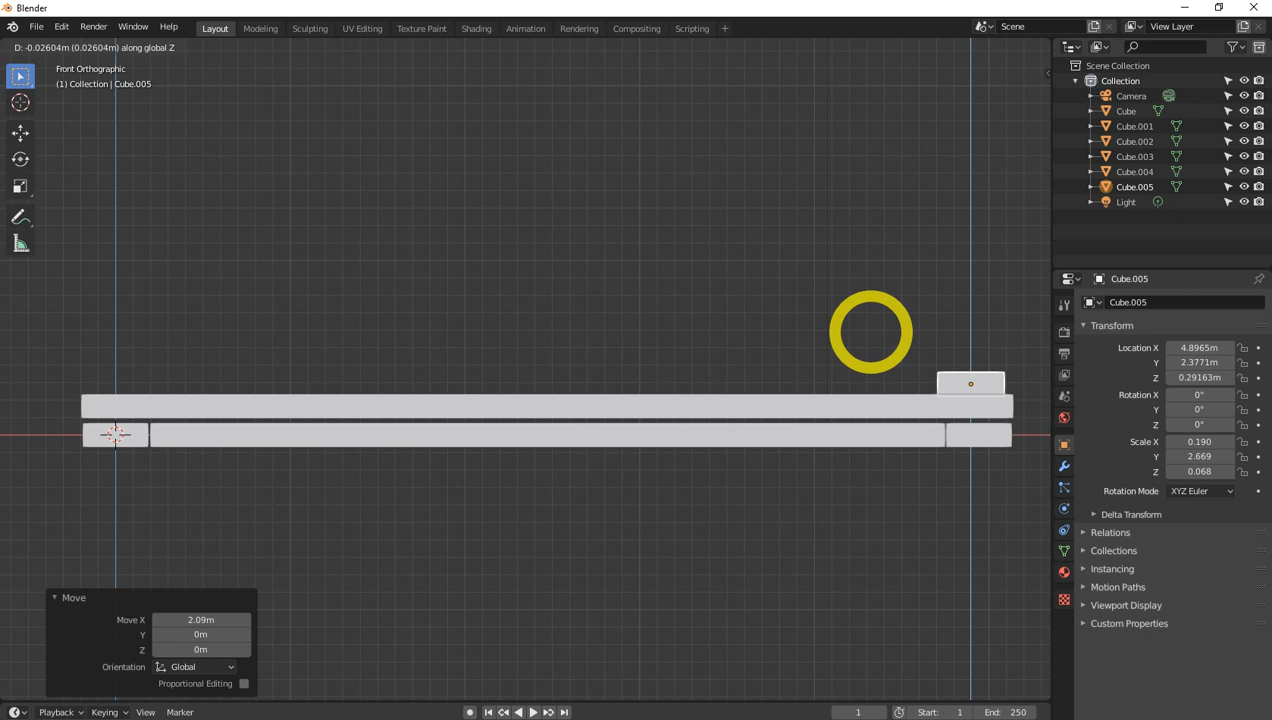 Blender
File Edit Render Window Help Layout Modeling Sculpting UV Editing Texture Paint Shading Animation Rendering Compositing Scripting + Scene View Layer
D: -0.02604m (0.02604m) along global Z
Front Orthographic
(1) Collection | Cube.005
Scene Collection
Collection
Camera
Cube
Cube.001
Cube.002
Cube.003
Cube.004
Cube.005
Light
Cube.005
Cube.005
Transform
Location X 4.8965m
Y 2.3771m
Z 0.29163m
Rotation X 0°
Y 0°
Z 0°
Scale X 0.190
Y 2.669
Z 0.068
Rotation Mode XYZ Euler
Delta Transform
Relations
Collections
Instancing
Motion Paths
Viewport Display
Custom Properties
Move
Move X 2.09m
Y 0m
Z 0m
Orientation Global
Proportional Editing
Playback Keying View Marker 1 Start: 1 End: 250